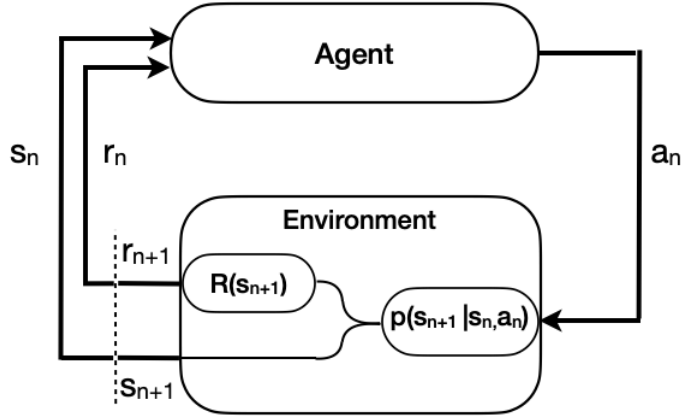 Agent
sₙ
rₙ
aₙ
Environment
rₙ₊₁
R(sₙ₊₁)
p(sₙ₊₁ |sₙ,aₙ)
sₙ₊₁